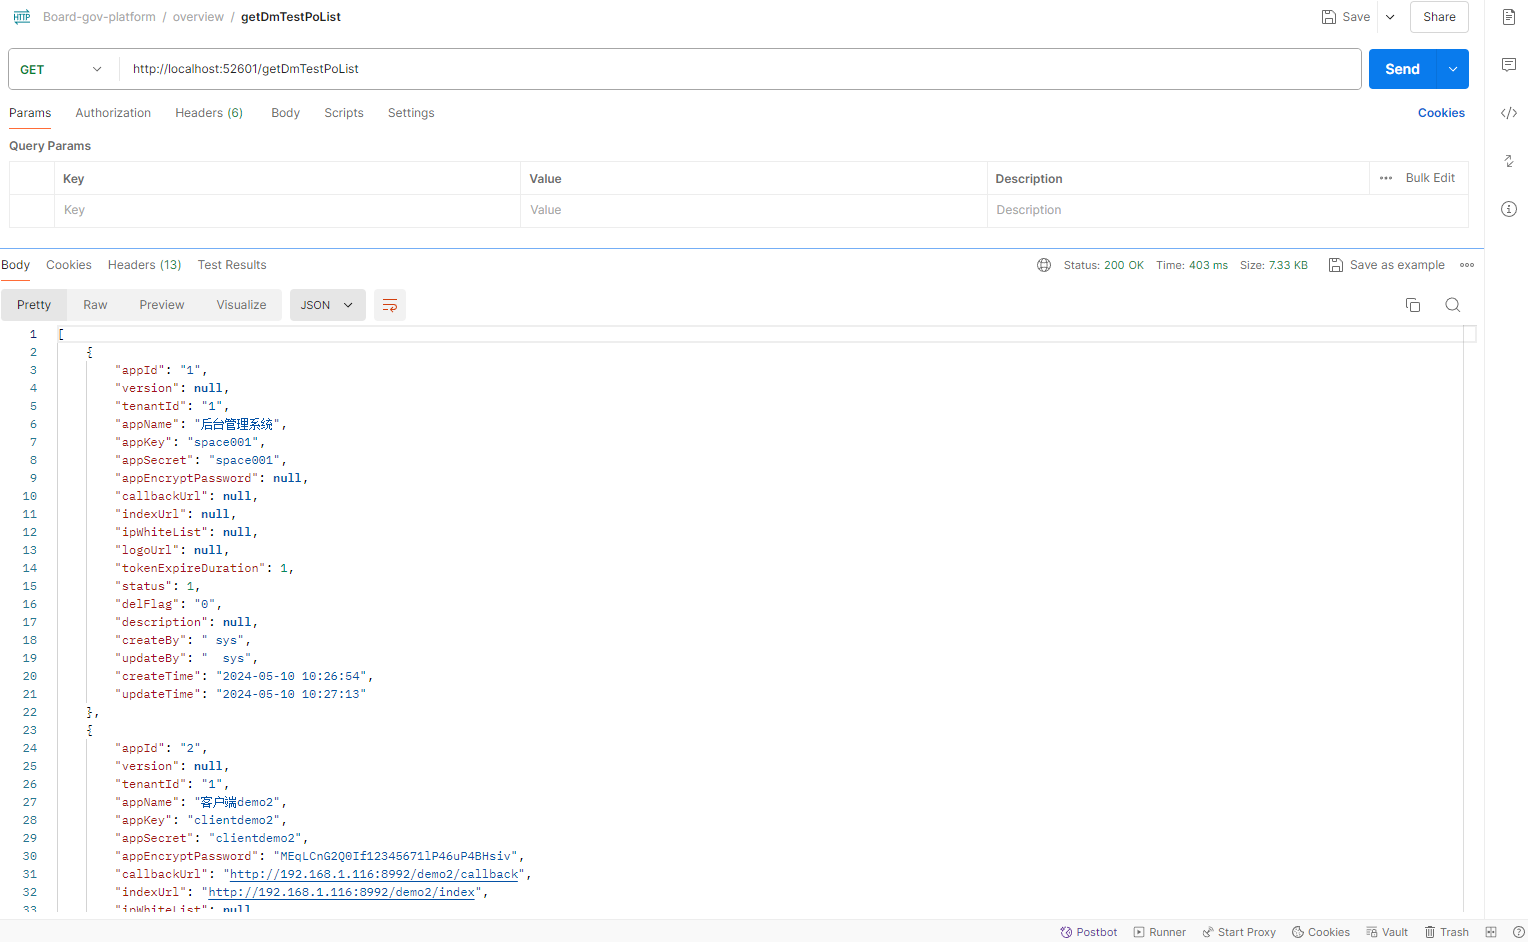 HTTP Board-gov-platform / overview / getDmTestPoList Save Share
GET http://localhost:52601/getDmTestPoList Send
Params Authorization Headers (6) Body Scripts Settings Cookies
Query Params
Key Value Description Bulk Edit
Key Value Description
Body Cookies Headers (13) Test Results Status: 200 OK Time: 403 ms Size: 7.33 KB Save as example
Pretty Raw Preview Visualize JSON
1 [
2 {
3 "appId": "1",
4 "version": null,
5 "tenantId": "1",
6 "appName": "后台管理系统",
7 "appKey": "space001",
8 "appSecret": "space001",
9 "appEncryptPassword": null,
10 "callbackUrl": null,
11 "indexUrl": null,
12 "ipWhiteList": null,
13 "logoUrl": null,
14 "tokenExpireDuration": 1,
15 "status": 1,
16 "delFlag": "0",
17 "description": null,
18 "createBy": " sys",
19 "updateBy": "  sys",
20 "createTime": "2024-05-10 10:26:54",
21 "updateTime": "2024-05-10 10:27:13"
22 },
23 {
24 "appId": "2",
25 "version": null,
26 "tenantId": "1",
27 "appName": "客户端demo2",
28 "appKey": "clientdemo2",
29 "appSecret": "clientdemo2",
30 "appEncryptPassword": "MEqLCnG2Q0If12345671lP46uP4BHsiv",
31 "callbackUrl": "http://192.168.1.116:8992/demo2/callback",
32 "indexUrl": "http://192.168.1.116:8992/demo2/index",
33 "ipWhiteList": null
Postbot Runner Start Proxy Cookies Vault Trash